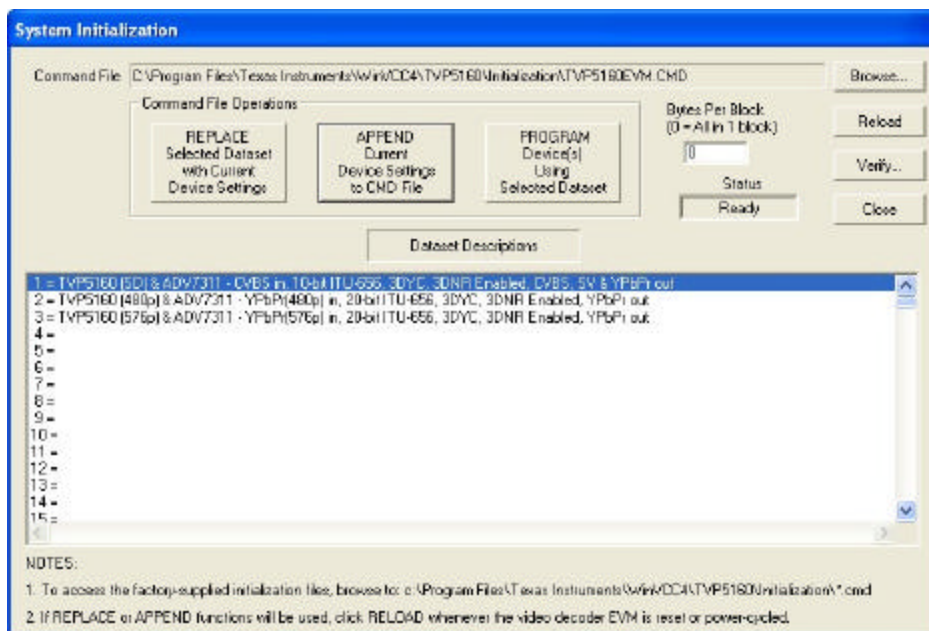 System Initialization
Command File C:\Program Files\Texas Instruments\WinVCC4\TVP5160\Initialization\TVP5160EVM.CMD Browse...
Command File Operations
REPLACE
Selected Dataset
with Current
Device Settings
APPEND
Current
Device Settings
to CMD File
PROGRAM
Device(s)
Using
Selected Dataset
Bytes Per Block
(0 = All in 1 block)
0
Status
Ready
Reload
Verify...
Close
Dataset Descriptions
1 = TVP5160 (SD) & ADV7311 - CVBS in, 10-bit ITU-656, 3DYC, 3DNR Enabled, CVBS, SV & YPbPr out
2 = TVP5160 (480p) & ADV7311 - YPbPr(480p) in, 20-bit ITU-656, 3DYC, 3DNR Enabled, YPbPr out
3 = TVP5160 (576p) & ADV7311 - YPbPr(576p) in, 20-bit ITU-656, 3DYC, 3DNR Enabled, YPbPr out
4 =
5 =
6 =
7 =
8 =
9 =
10 =
11 =
12 =
13 =
14 =
15 =
NOTES:
1. To access the factory-supplied initialization files, browse to: c:\Program Files\Texas Instruments\WinVCC4\TVP5160\Initialization\*.cmd
2. If REPLACE or APPEND functions will be used, click RELOAD whenever the video decoder EVM is reset or power-cycled.